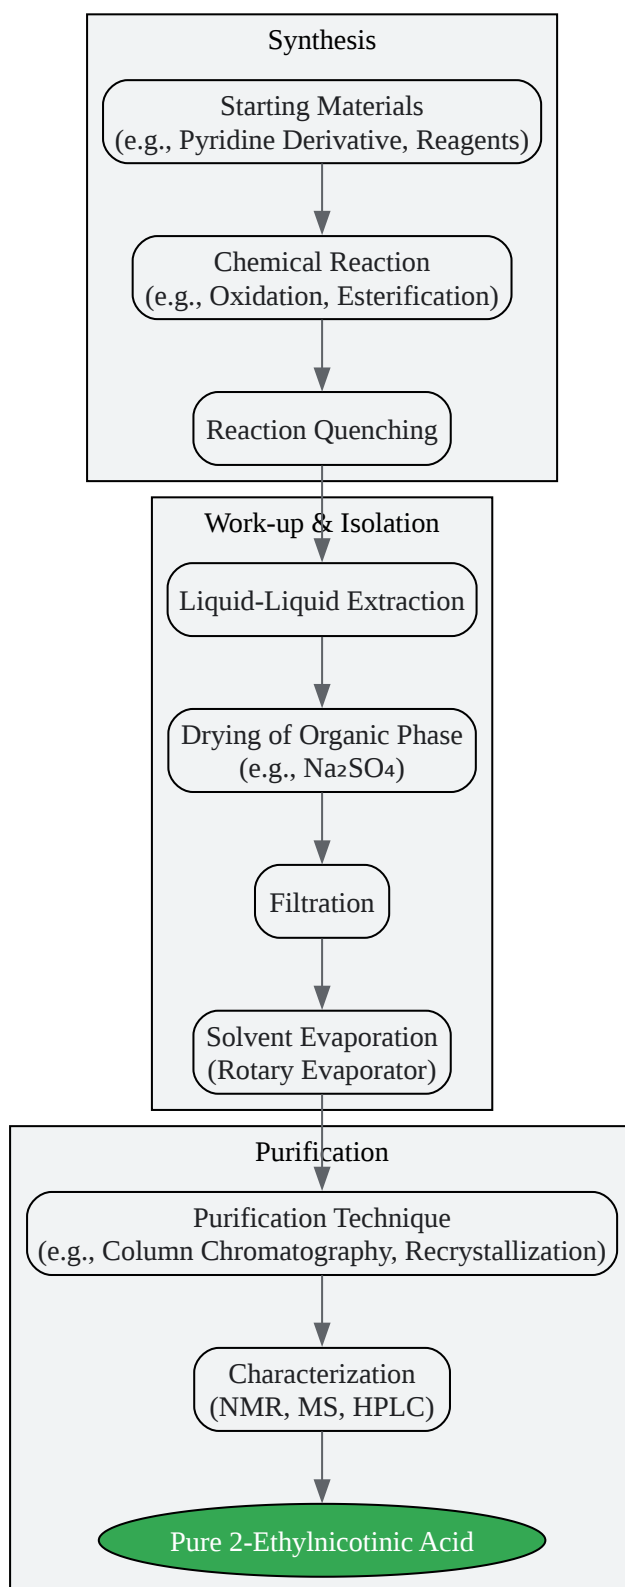 Synthesis
Starting Materials
(e.g., Pyridine Derivative, Reagents)
Chemical Reaction
(e.g., Oxidation, Esterification)
Reaction Quenching
Work-up & Isolation
Liquid-Liquid Extraction
Drying of Organic Phase
(e.g., Na₂SO₄)
Filtration
Solvent Evaporation
(Rotary Evaporator)
Purification
Purification Technique
(e.g., Column Chromatography, Recrystallization)
Characterization
(NMR, MS, HPLC)
Pure 2-Ethylnicotinic Acid